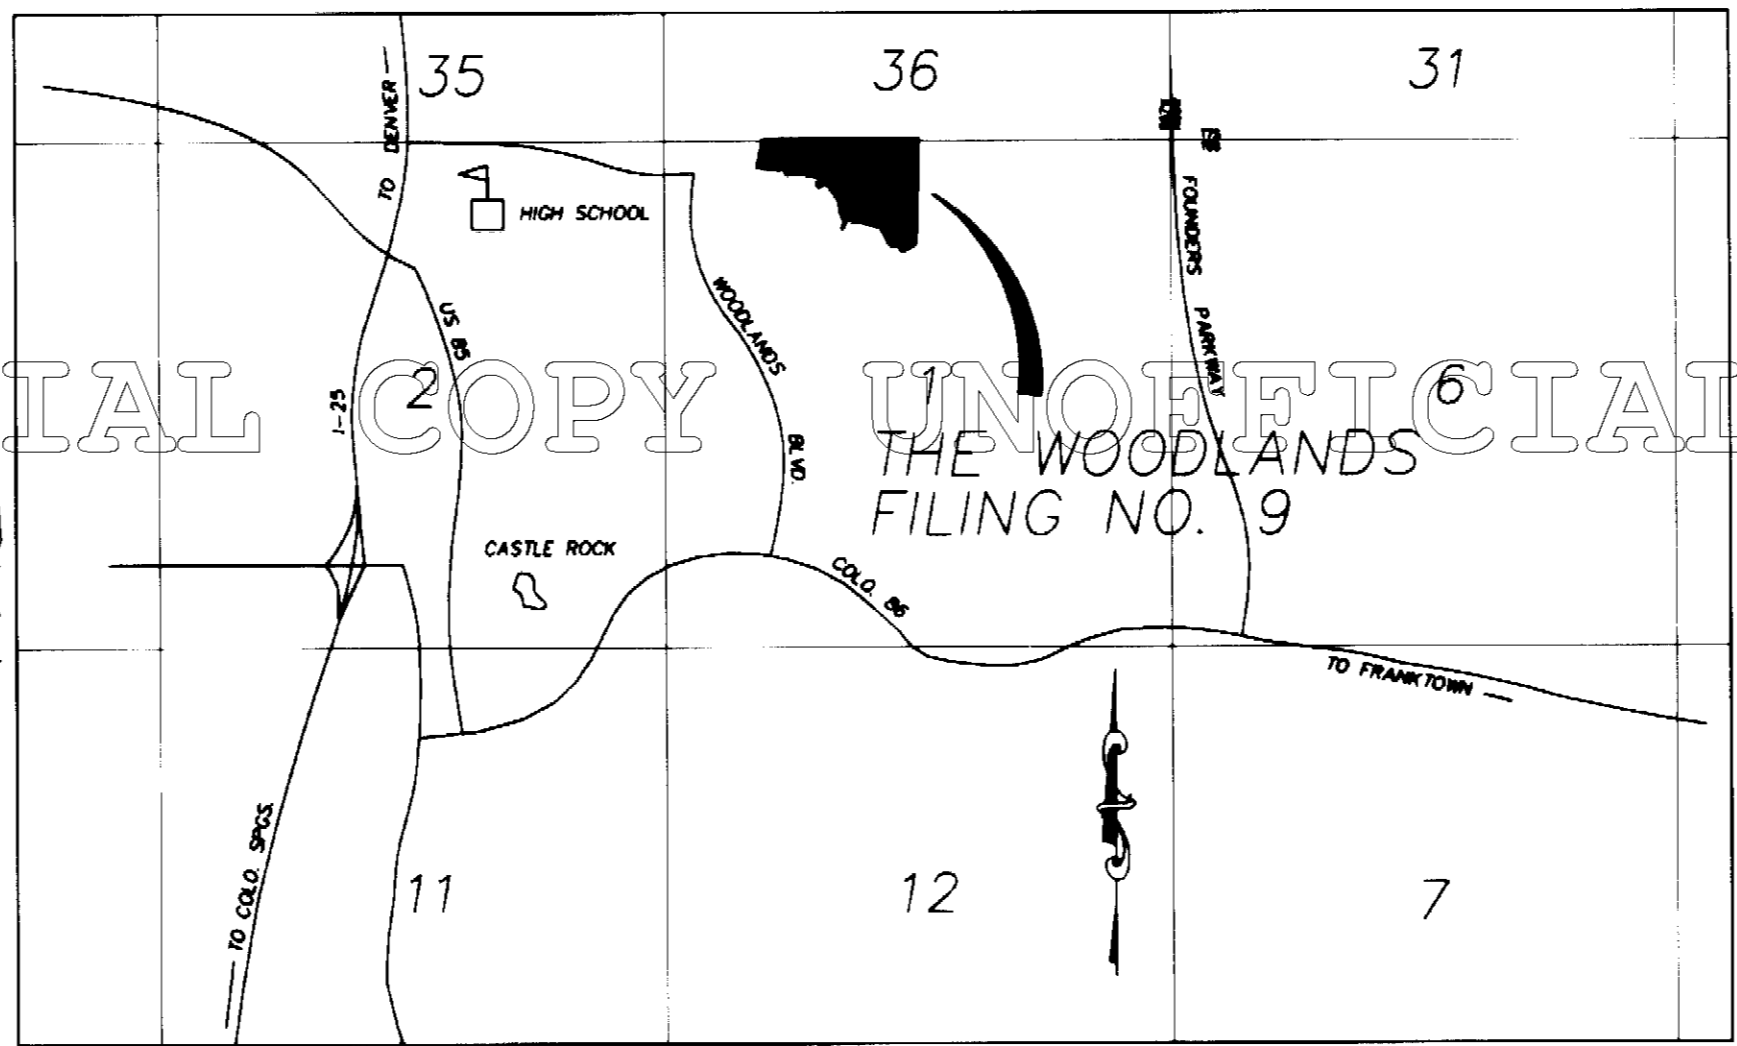 35
36
31
TO DENVER
HIGH SCHOOL
FOUNDERS PARKWAY
WOODLANDS BLVD.
US 85
I-25
2
1
6
IAL COPY UNOFFICIAL
THE WOODLANDS
FILING NO. 9
CASTLE ROCK
COLO. 86
TO FRANKTOWN
TO COLO. SPGS.
11
12
7